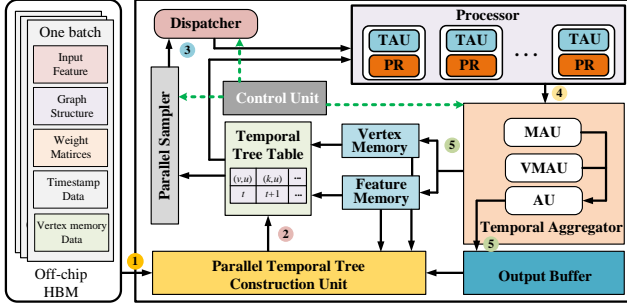 One batch
Input
Feature
Graph
Structure
Weight
Matirces
Timestamp
Data
Vertex memory
Data
Off-chip
HBM
1
Dispatcher
3
Parallel Sampler
Control Unit
Temporal
Tree Table
(v,u) (k,u) ...
t t+1 ...
2
Vertex
Memory
Feature
Memory
5
Processor
TAU TAU ... TAU
PR PR PR
4
MAU
VMAU
AU
Temporal Aggregator
5
Parallel Temporal Tree
Construction Unit
Output Buffer